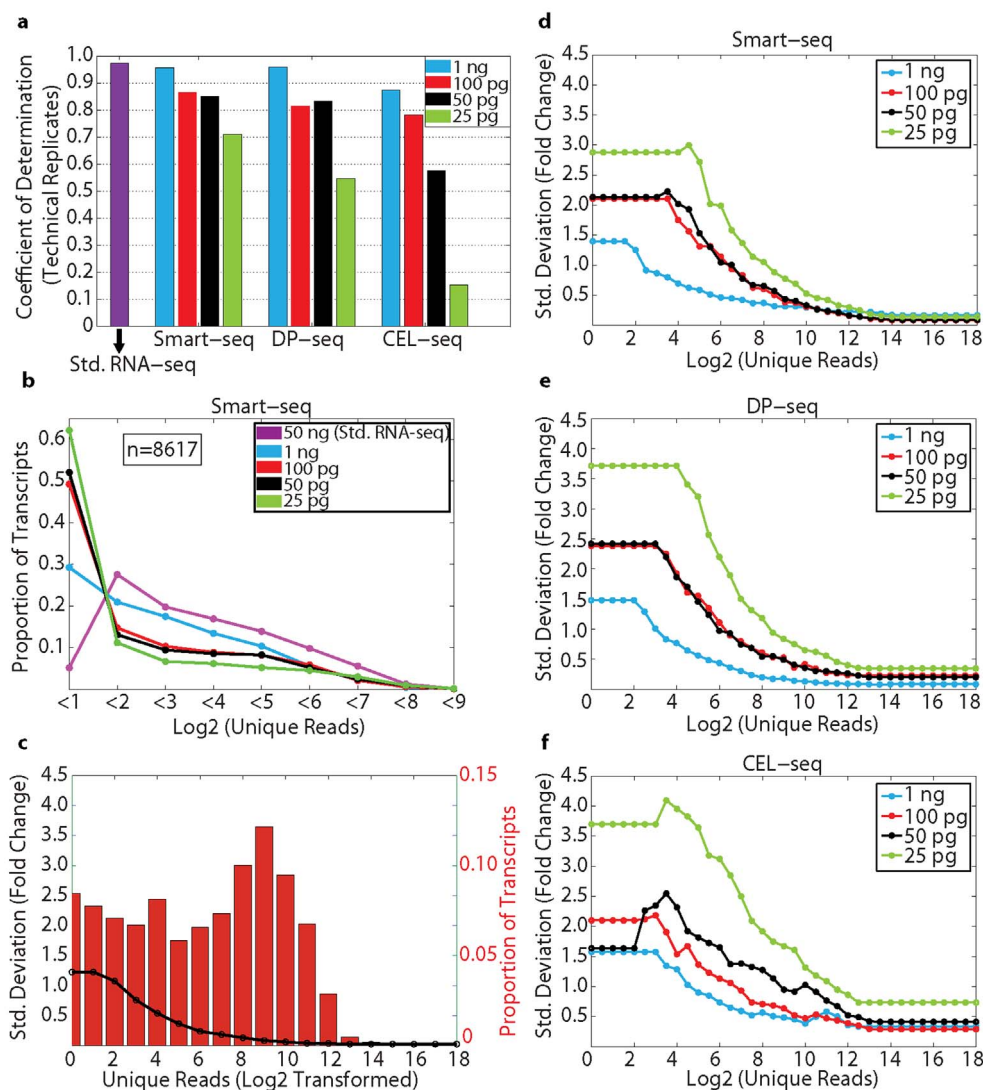 a
Coefficient of Determination
(Technical Replicates)
1.0
0.9
0.8
0.7
0.6
0.5
0.4
0.3
0.2
0.1
0
1 ng
100 pg
50 pg
25 pg
Smart-seq DP-seq CEL-seq
Std. RNA-seq
b
Smart-seq
Proportion of Transcripts
0.6
0.5
0.4
0.3
0.2
0.1
n=8617
50 ng (Std. RNA-seq)
1 ng
100 pg
50 pg
25 pg
<1 <2 <3 <4 <5 <6 <7 <8 <9
Log2 (Unique Reads)
c
Std. Deviation (Fold Change)
4.5
4.0
3.5
3.0
2.5
2.0
1.5
1.0
0.5
0.15
0.10
0.05
0
Proportion of Transcripts
0 2 4 6 8 10 12 14 16 18
Unique Reads (Log2 Transformed)
d
Smart-seq
Std. Deviation (Fold Change)
4.5
4.0
3.5
3.0
2.5
2.0
1.5
1.0
0.5
1 ng
100 pg
50 pg
25 pg
0 2 4 6 8 10 12 14 16 18
Log2 (Unique Reads)
e
DP-seq
Std. Deviation (Fold Change)
4.5
4.0
3.5
3.0
2.5
2.0
1.5
1.0
0.5
1 ng
100 pg
50 pg
25 pg
0 2 4 6 8 10 12 14 16 18
Log2 (Unique Reads)
f
CEL-seq
Std. Deviation (Fold Change)
4.5
4.0
3.5
3.0
2.5
2.0
1.5
1.0
0.5
1 ng
100 pg
50 pg
25 pg
0 2 4 6 8 10 12 14 16 18
Log2 (Unique Reads)